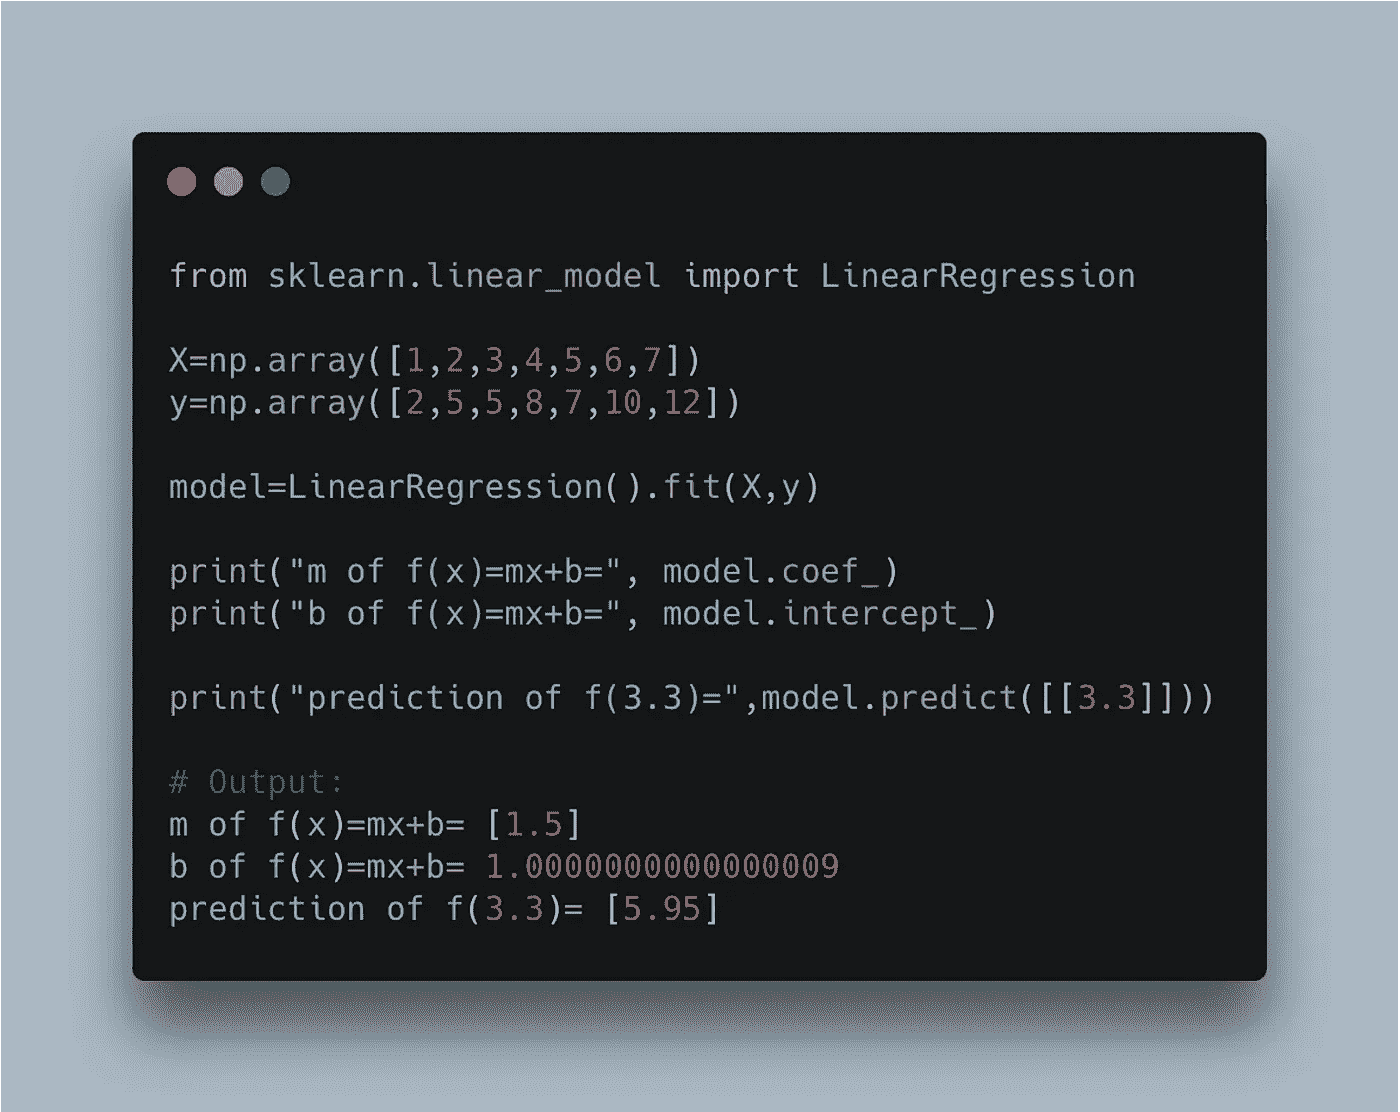 from sklearn.linear_model import LinearRegression
X=np.array([1,2,3,4,5,6,7])
y=np.array([2,5,5,8,7,10,12])
model=LinearRegression().fit(X,y)
print("m of f(x)=mx+b=", model.coef_)
print("b of f(x)=mx+b=", model.intercept_)
print("prediction of f(3.3)=",model.predict([[3.3]]))
# Output:
m of f(x)=mx+b= [1.5]
b of f(x)=mx+b= 1.0000000000000009
prediction of f(3.3)= [5.95]